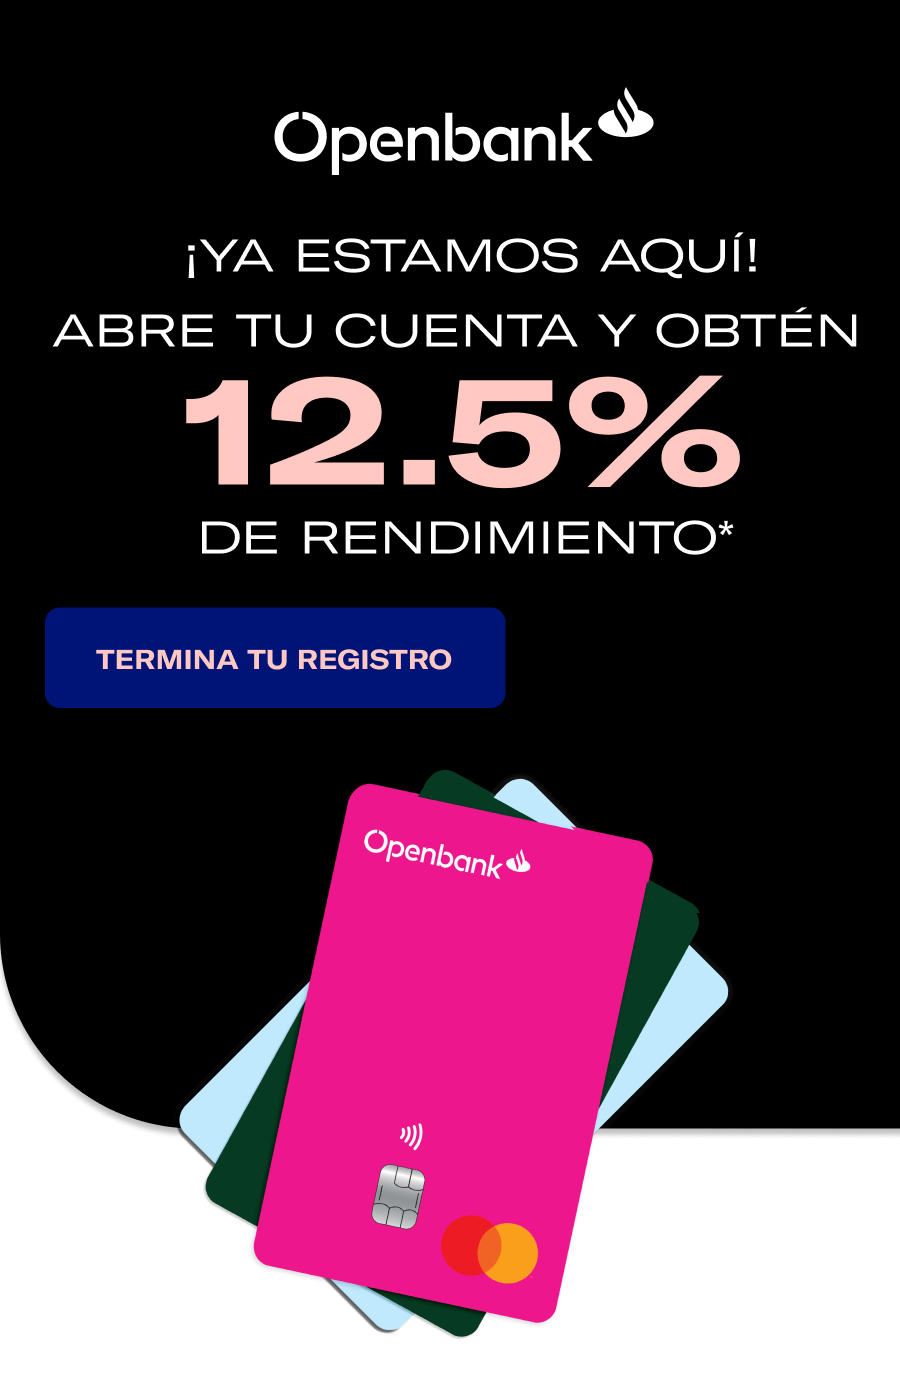 Openbank
¡YA ESTAMOS AQUÍ!
ABRE TU CUENTA Y OBTÉN
12.5%
DE RENDIMIENTO*
TERMINA TU REGISTRO
Openbank